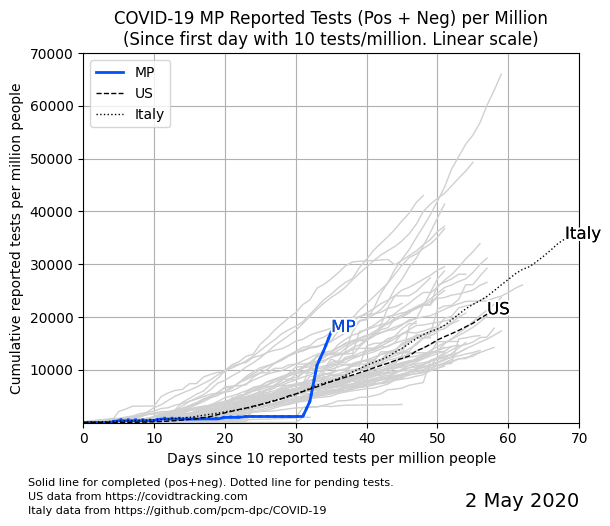 COVID-19 MP Reported Tests (Pos + Neg) per Million
(Since first day with 10 tests/million. Linear scale)
Cumulative reported tests per million people
70000
60000
50000
40000
30000
20000
10000
MP
US
Italy
Italy
US
MP
0 10 20 30 40 50 60 70
Days since 10 reported tests per million people
Solid line for completed (pos+neg). Dotted line for pending tests.
US data from https://covidtracking.com
Italy data from https://github.com/pcm-dpc/COVID-19
2 May 2020